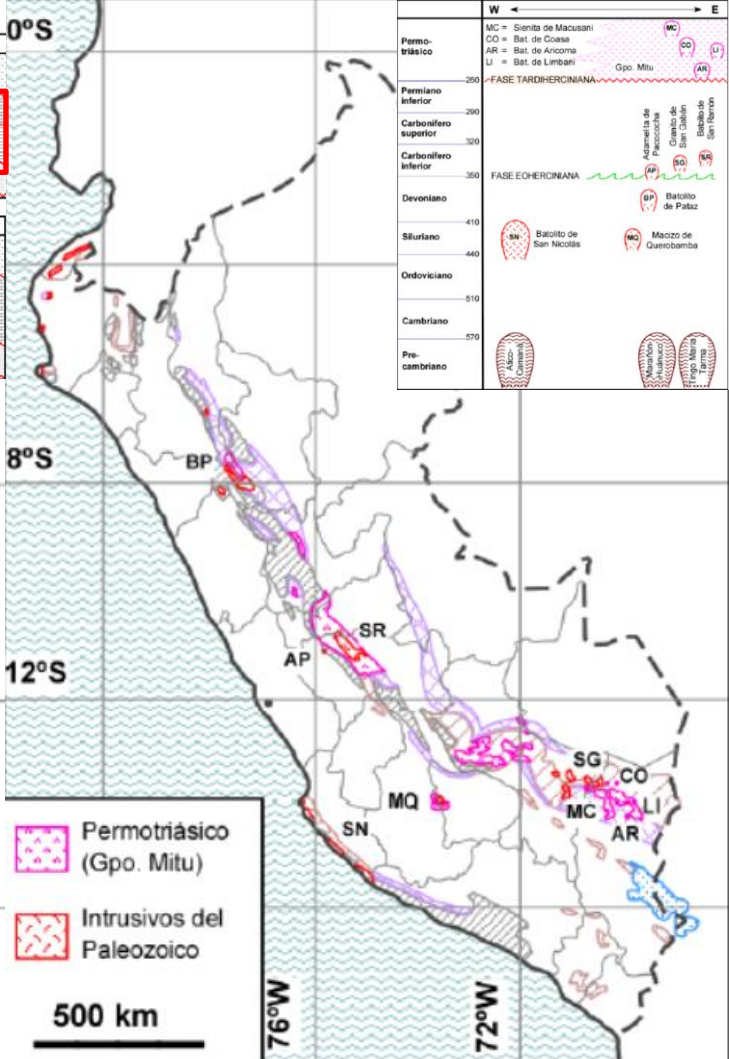 0ºS
8ºS
12ºS
76ºW
72ºW
BP
SR
AP
SG
CO
MQ
MC
LI
AR
SN
Permotriásico
(Gpo. Mitu)
Intrusivos del
Paleozoico
500 km
W
E
MC = Sienita de Macusani
CO = Bat. de Coasa
AR = Bat. de Aricoma
LI = Bat. de Limbani
Gpo. Mitu
MC
CO
LI
AR
Permo-
triásico
260
FASE TARDIHERCINIANA
Permiano
inferior
290
Carbonífero
superior
320
Carbonífero
inferior
350
FASE EOHERCINIANA
Adamelita de
Pacococha
Granito de
San Gabán
Batolito de
San Ramón
AP
SG
SR
Devoniano
BP
Batolito
de Pataz
410
Siluriano
SN
Batolito de
San Nicolás
MQ
Macizo de
Querobamba
440
Ordoviciano
510
Cambriano
570
Pre-
cambriano
Atico-
Camaná
Marañón-
Huánuco
Tingo María
Tarma